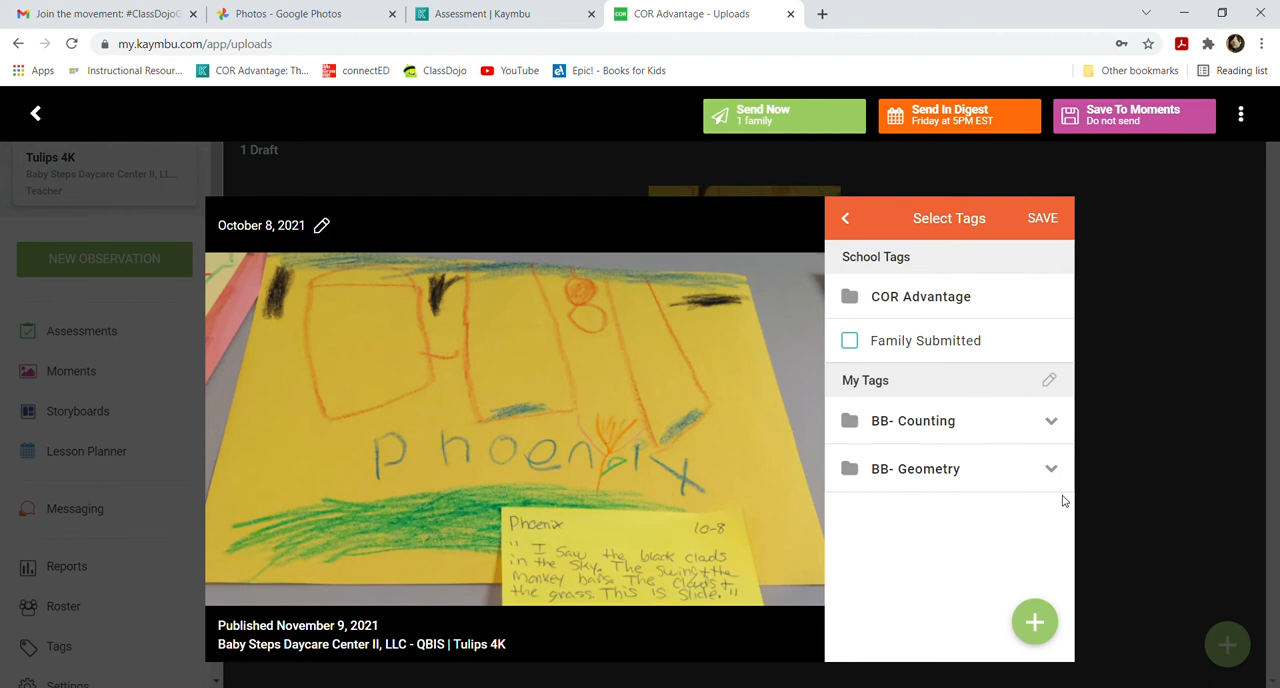 Join the movement: #ClassDojoG
Photos - Google Photos
Assessment | Kaymbu
COR Advantage - Uploads
my.kaymbu.com/app/uploads
Apps
Instructional Resour...
COR Advantage: Th...
connectED
ClassDojo
YouTube
Epic! - Books for Kids
Other bookmarks
Reading list
Send Now
1 family
Send In Digest
Friday at 5PM EST
Save To Moments
Do not send
Tulips 4K
Baby Steps Daycare Center II, LL...
Teacher
1 Draft
NEW OBSERVATION
Assessments
Moments
Storyboards
Lesson Planner
Messaging
Reports
Roster
Tags
Settings
October 8, 2021
phoenix
Phoenix 10-8
" I saw the black clads
in the sky. The swing + the
monkey bars. The clouds +
the grass. This is slide."
Published November 9, 2021
Baby Steps Daycare Center II, LLC - QBIS | Tulips 4K
Select Tags
SAVE
School Tags
COR Advantage
Family Submitted
My Tags
BB- Counting
BB- Geometry